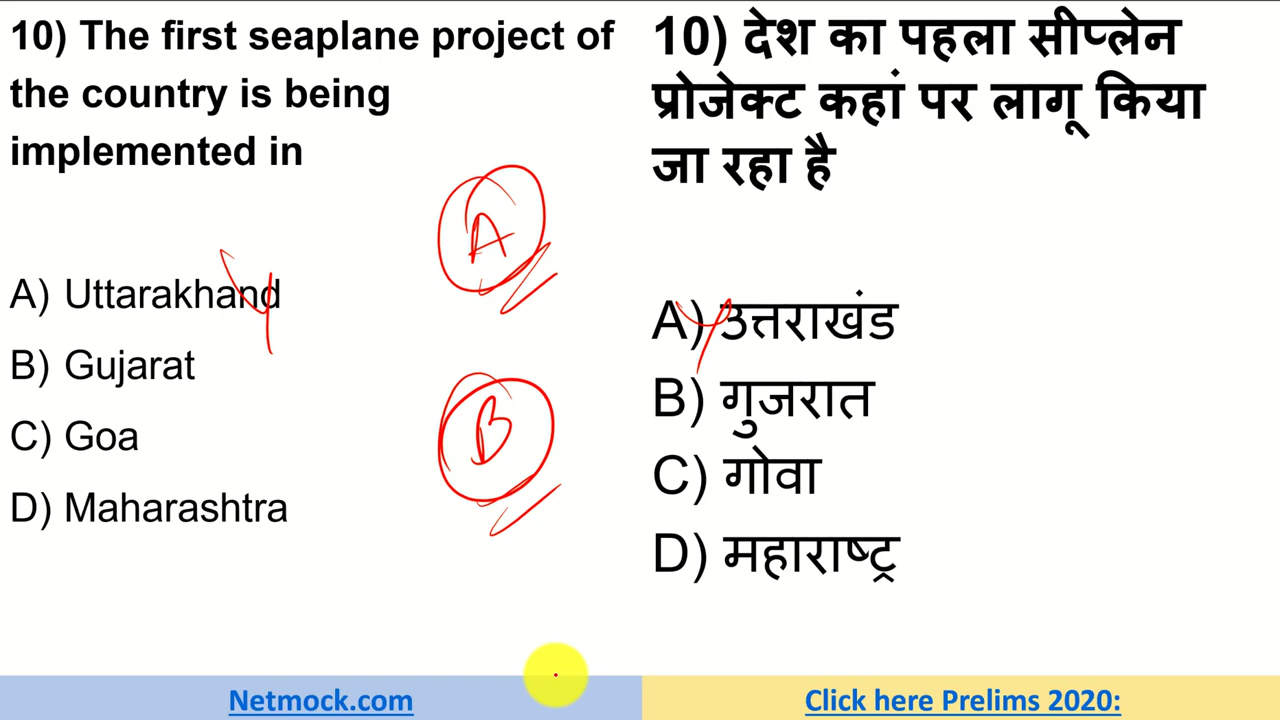 10) The first seaplane project of
the country is being
implemented in
A) Uttarakhand
B) Gujarat
C) Goa
D) Maharashtra
A
B
10) देश का पहला सीप्लेन
प्रोजेक्ट कहां पर लागू किया
जा रहा है
A) उत्तराखंड
B) गुजरात
C) गोवा
D) महाराष्ट्र
Netmock.com
Click here Prelims 2020: